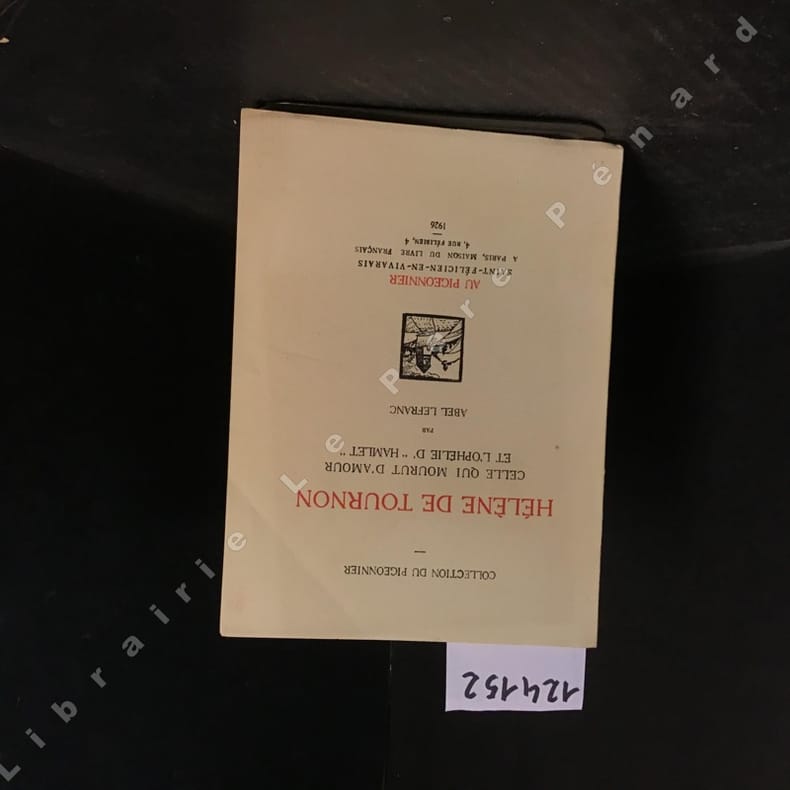 COLLECTION DU PIGEONNIER
—
HÉLÈNE DE TOURNON
CELLE QUI MOURUT D'AMOUR
ET L'OPHÉLIE D' "HAMLET"
PAR
ABEL LEFRANC
AU PIGEONNIER
SAINT-FÉLICIEN-EN-VIVARAIS
A PARIS, MAISON DU LIVRE FRANÇAIS
4, RUE FÉLIBIEN, 4
—
1926
124152
Librairie Le Père Pénard